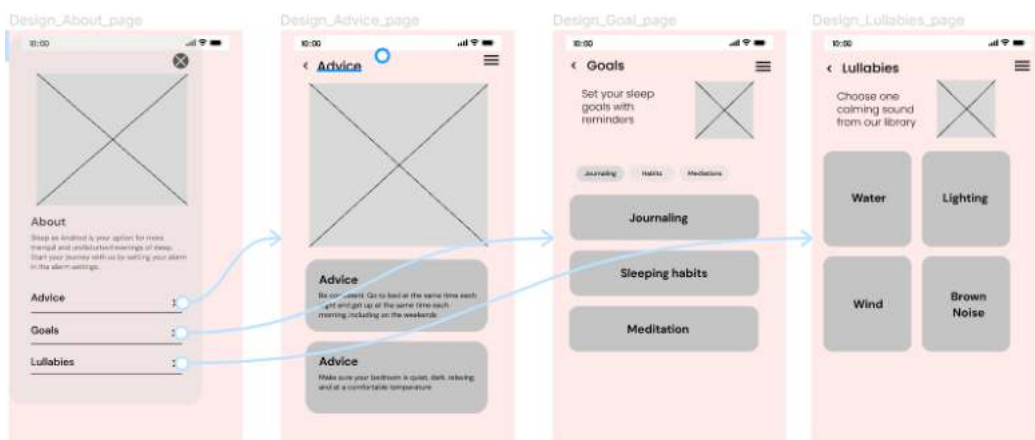 Design_About_page
10:00
About
Sleep as Android is your option for more
tranquil and undisturbed evenings of sleep.
Start your journey with us by setting your alarm
in the alarm settings.
Advice
Goals
Lullabies
Design_Advice_page
10:00
< Advice
Advice
Be consistent. Go to bed at the same time each
night and get up at the same time each
morning, including on the weekends
Advice
Make sure your bedroom is quiet, dark, relaxing,
and at a comfortable temperature
Design_Goal_page
10:00
< Goals
Set your sleep
goals with
reminders
Journaling Habits Meditations
Journaling
Sleeping habits
Meditation
Design_Lullabies_page
10:00
< Lullabies
Choose one
calming sound
from our library
Water
Lighting
Wind
Brown
Noise